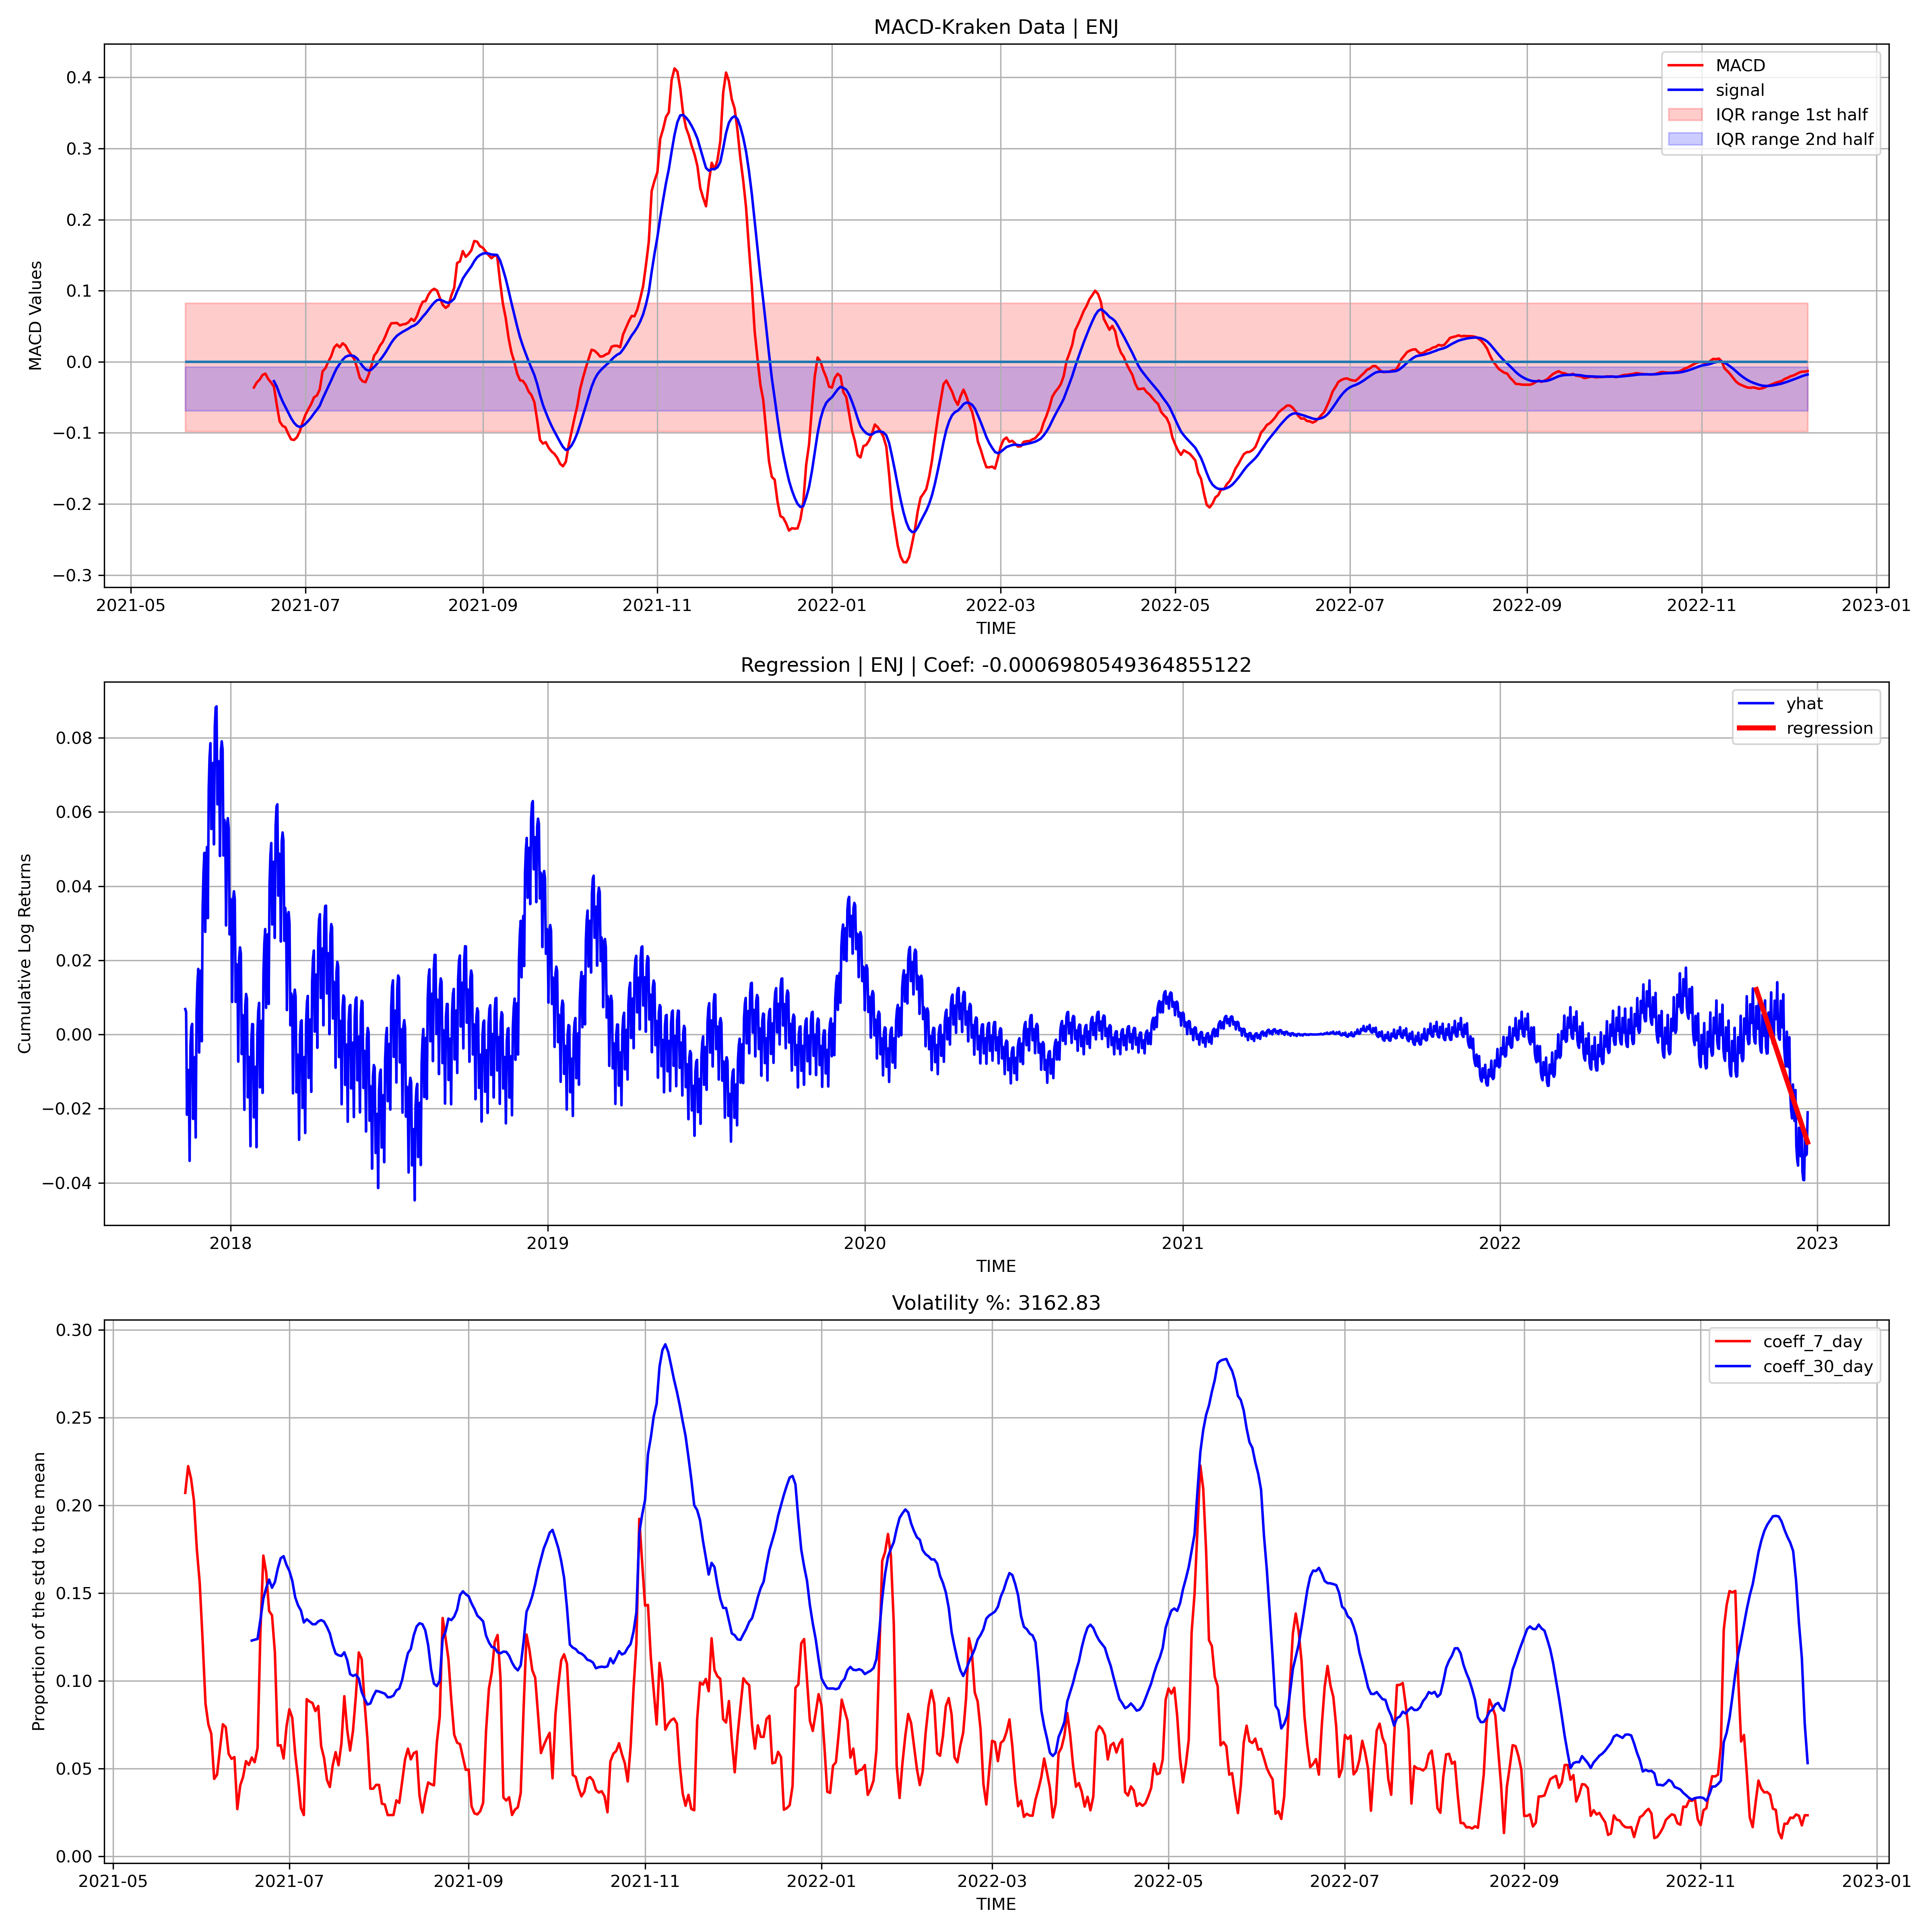 MACD-Kraken Data | ENJ
MACD
signal
IQR range 1st half
IQR range 2nd half
MACD Values
0.4
0.3
0.2
0.1
0.0
−0.1
−0.2
−0.3
2021-05 2021-07 2021-09 2021-11 2022-01 2022-03 2022-05 2022-07 2022-09 2022-11 2023-01
TIME
Regression | ENJ | Coef: -0.0006980549364855122
yhat
regression
Cumulative Log Returns
0.08
0.06
0.04
0.02
0.00
−0.02
−0.04
2018 2019 2020 2021 2022 2023
TIME
Volatility %: 3162.83
coeff_7_day
coeff_30_day
Proportion of the std to the mean
0.30
0.25
0.20
0.15
0.10
0.05
0.00
2021-05 2021-07 2021-09 2021-11 2022-01 2022-03 2022-05 2022-07 2022-09 2022-11 2023-01
TIME